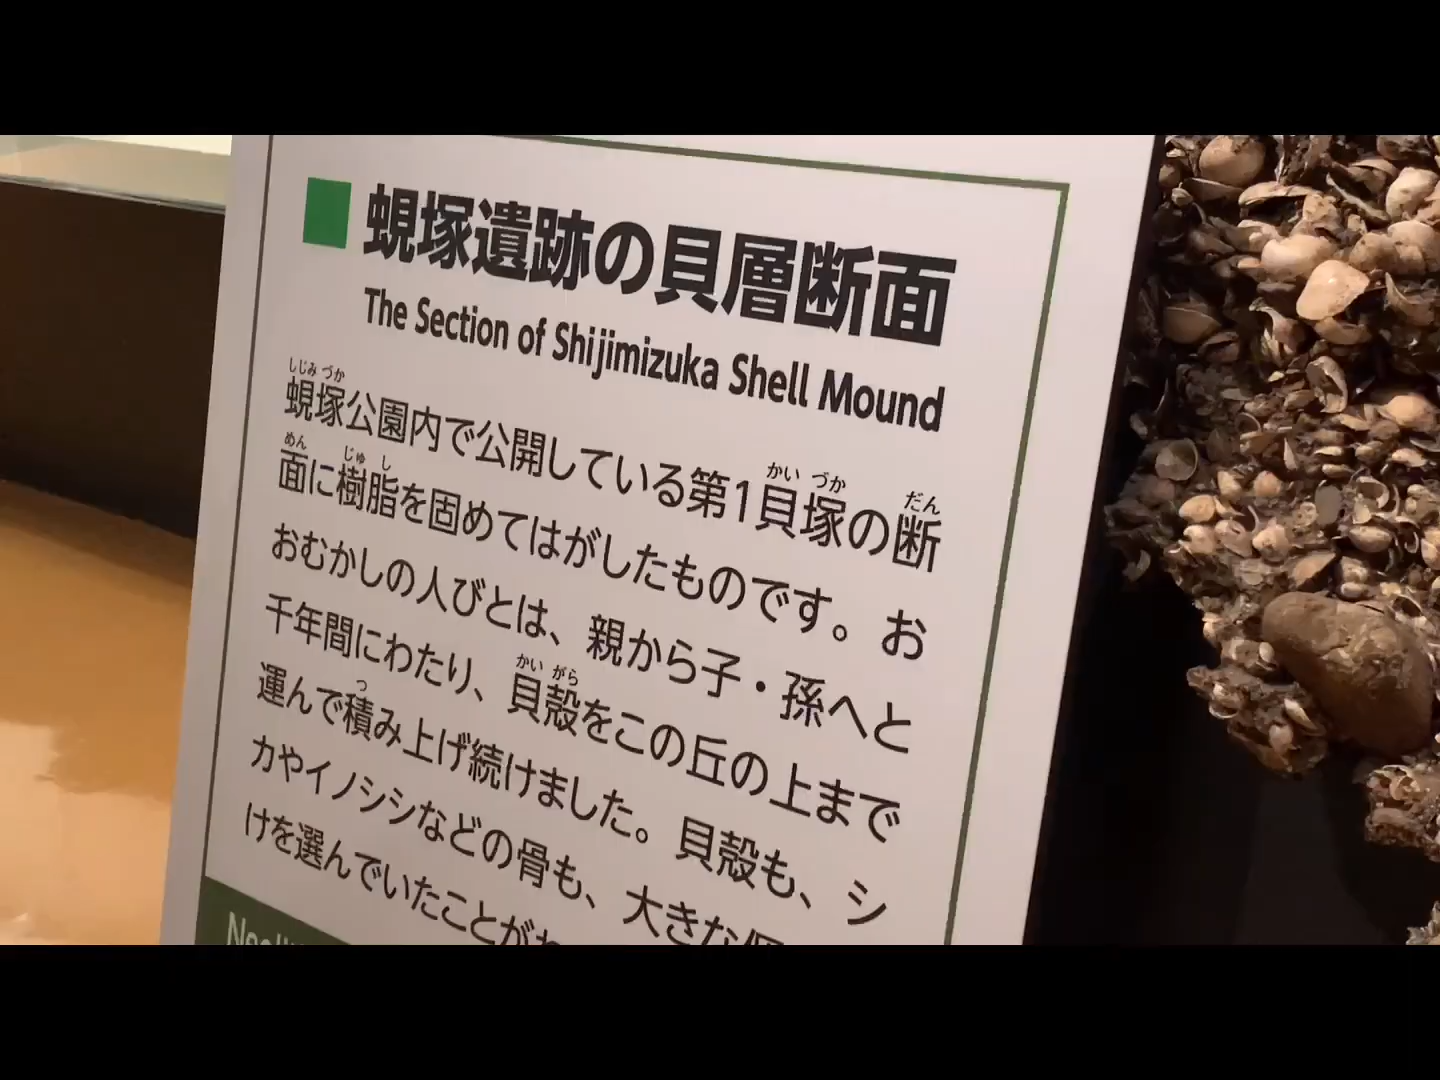 蜆塚遺跡の貝層断面
The Section of Shijimizuka Shell Mound
しじみ づか
蜆塚公園内で公開している第1貝塚の断
かい づか だん
めん じゅ し
面に樹脂を固めてはがしたものです。お
おむかしの人びとは、親から子・孫へと
千年間にわたり、貝殻をこの丘の上まで
かい がら
つ
運んで積み上げ続けました。貝殻も、シ
カやイノシシなどの骨も、大きな
けを選んでいたことが